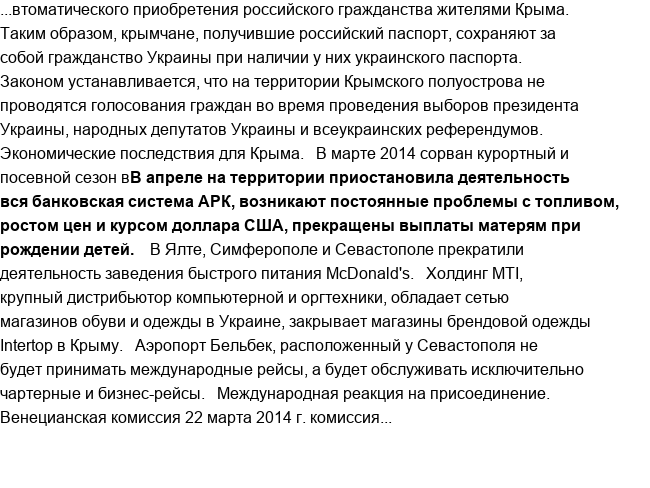 ...втоматического приобретения российского гражданства жителями Крыма.
Таким образом, крымчане, получившие российский паспорт, сохраняют за
собой гражданство Украины при наличии у них украинского паспорта.
Законом устанавливается, что на территории Крымского полуострова не
проводятся голосования граждан во время проведения выборов президента
Украины, народных депутатов Украины и всеукраинских референдумов.
Экономические последствия для Крыма.   В марте 2014 сорван курортный и
посевной сезон вВ апреле на территории приостановила деятельность
вся банковская система АРК, возникают постоянные проблемы с топливом,
ростом цен и курсом доллара США, прекращены выплаты матерям при
рождении детей.    В Ялте, Симферополе и Севастополе прекратили
деятельность заведения быстрого питания McDonald's.   Холдинг MTI,
крупный дистрибьютор компьютерной и оргтехники, обладает сетью
магазинов обуви и одежды в Украине, закрывает магазины брендовой одежды
Intertop в Крыму.   Аэропорт Бельбек, расположенный у Севастополя не
будет принимать международные рейсы, а будет обслуживать исключительно
чартерные и бизнес-рейсы.   Международная реакция на присоединение.
Венецианская комиссия 22 марта 2014 г. комиссия...